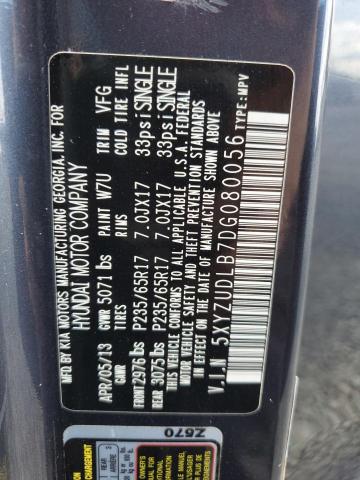 MFD. BY KIA MOTORS MANUFACTURING GEORGIA, INC. FOR
HYUNDAI MOTOR COMPANY
APR/05/13 GVWR 5071 lbs PAINT W7U TRIM VFG
GAWR TIRES RIMS COLD TIRE INFL
FRONT 2976 lbs P235/65R17 7.0JX17 33psi SINGLE
REAR 3075 lbs P235/65R17 7.0JX17 33psi SINGLE
THIS VEHICLE CONFORMS TO ALL APPLICABLE U.S.A. FEDERAL
MOTOR VEHICLE SAFETY AND THEFT PREVENTION STANDARDS
IN EFFECT ON THE DATE OF MANUFACTURE SHOWN ABOVE
V.I.N 5XYZUDLB7DG080056 TYPE:MPV
Z570
CHARGEMENT